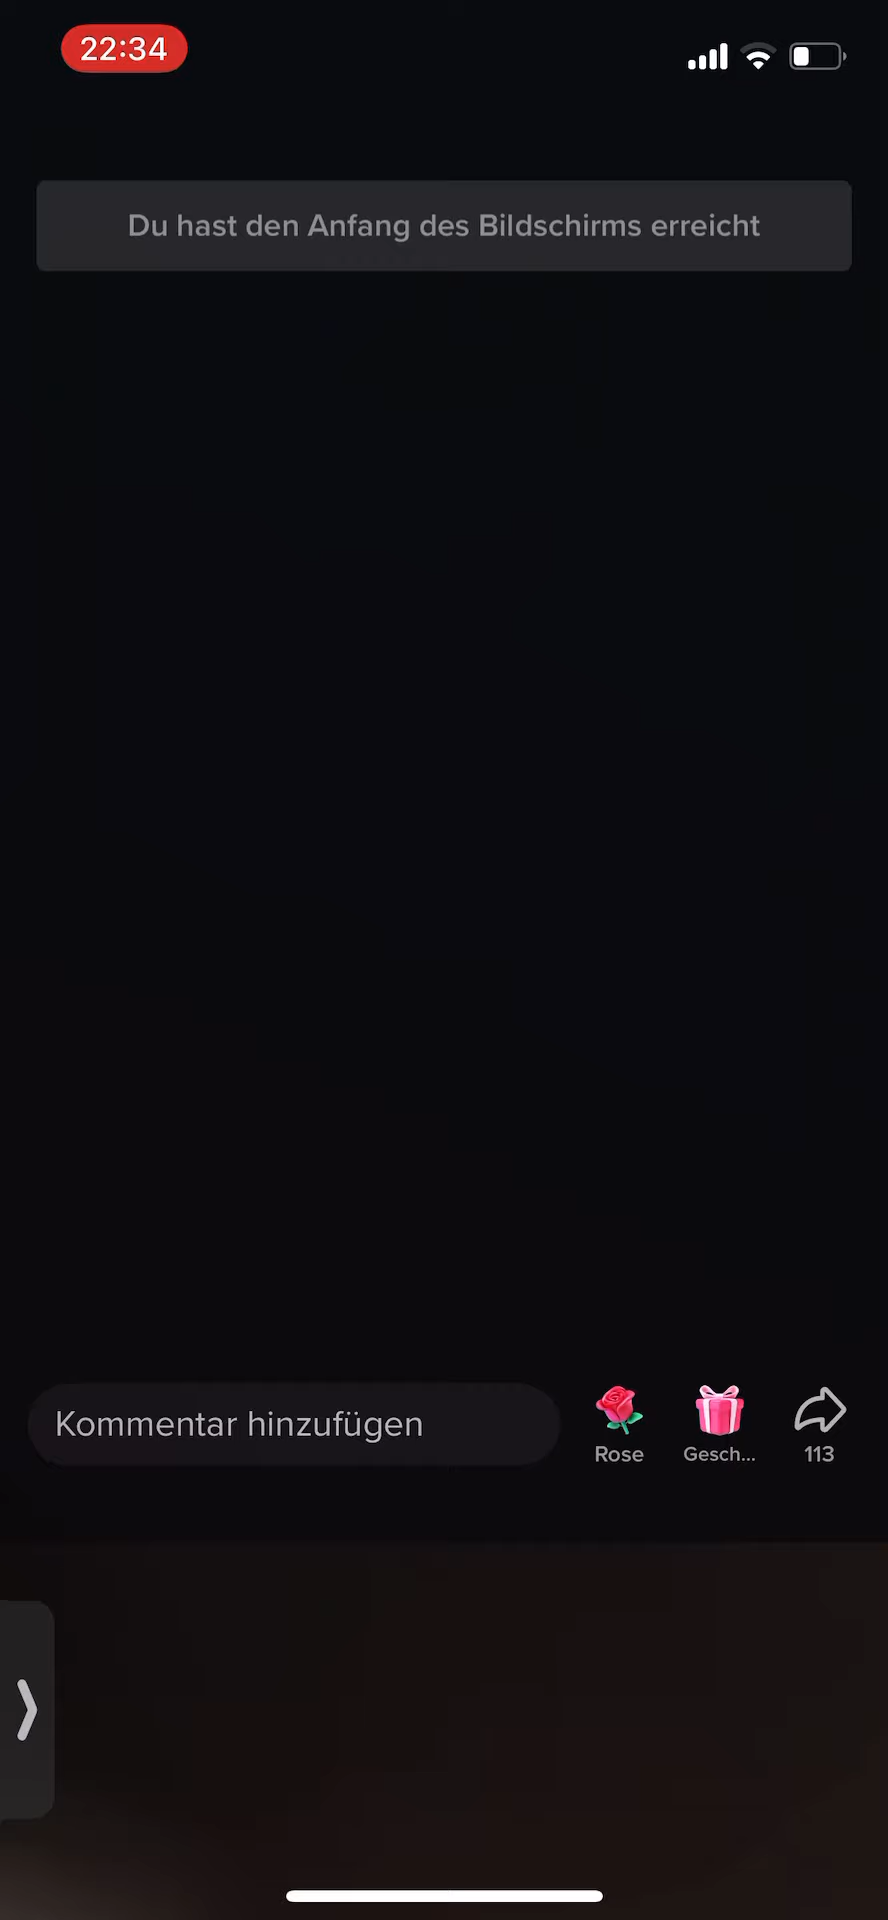 22:34
Du hast den Anfang des Bildschirms erreicht
Kommentar hinzufügen
Rose
Gesch...
113